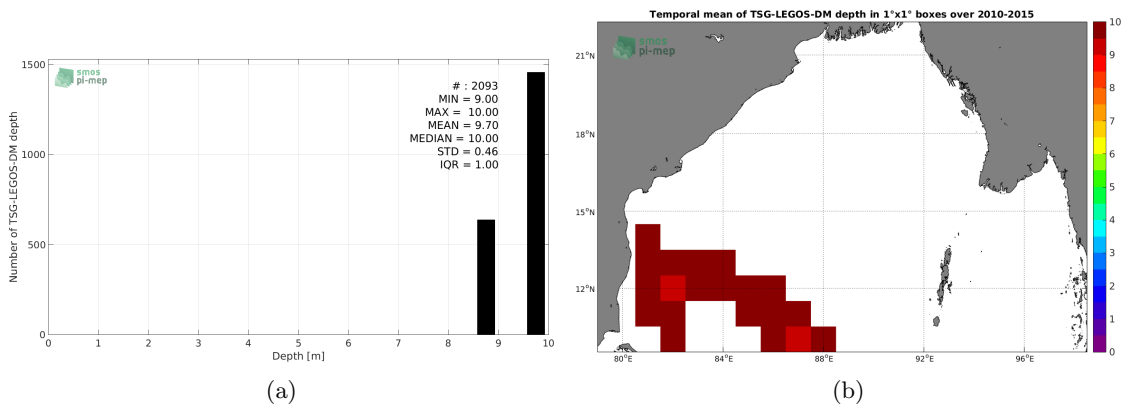 smos
pi-mep
# : 2093
MIN = 9.00
MAX = 10.00
MEAN = 9.70
MEDIAN = 10.00
STD = 0.46
IQR = 1.00
Number of TSG-LEGOS-DM depth
1500
1000
500
0
0 1 2 3 4 5 6 7 8 9 10
Depth [m]
(a)
Temporal mean of TSG-LEGOS-DM depth in 1°x1° boxes over 2010-2015
smos
pi-mep
21°N
18°N
15°N
12°N
80°E 84°E 88°E 92°E 96°E
10
9
8
7
6
5
4
3
2
1
0
(b)